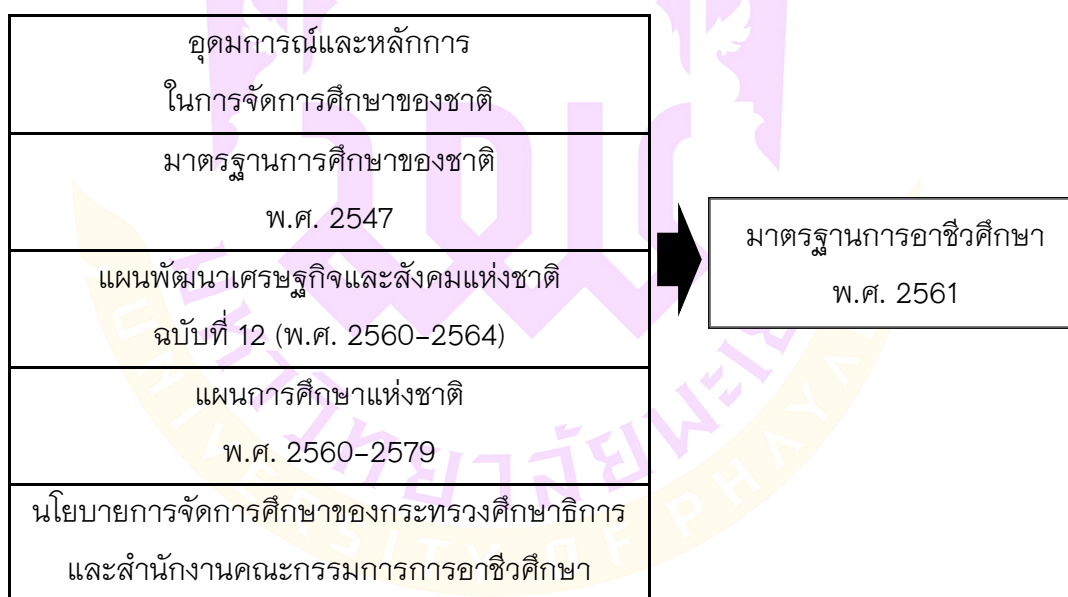 อุดมการณ์และหลักการ
ในการจัดการศึกษาของชาติ
มาตรฐานการศึกษาของชาติ
พ.ศ. 2547
แผนพัฒนาเศรษฐกิจและสังคมแห่งชาติ
ฉบับที่ 12 (พ.ศ. 2560–2564)
แผนการศึกษาแห่งชาติ
พ.ศ. 2560–2579
นโยบายการจัดการศึกษาของกระทรวงศึกษาธิการ
และสำนักงานคณะกรรมการการอาชีวศึกษา
มาตรฐานการอาชีวศึกษา
พ.ศ. 2561